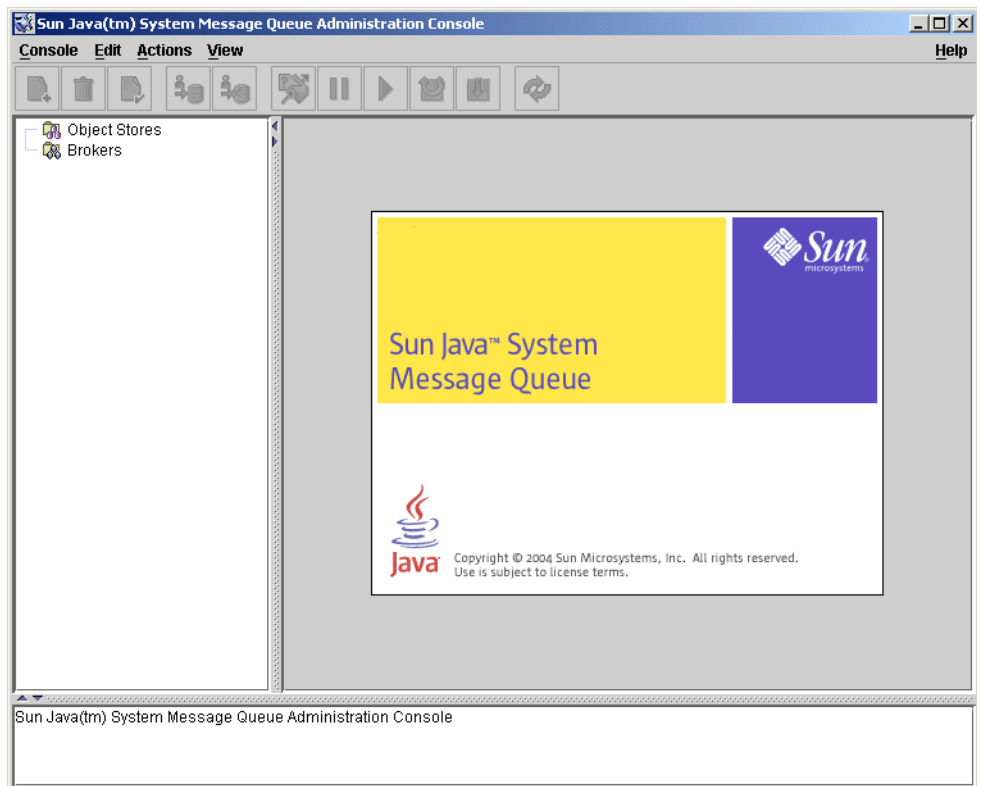 Sun Java(tm) System Message Queue Administration Console
Console Edit Actions View Help
Object Stores
Brokers
Sun
microsystems
Sun Java™ System
Message Queue
Java
Copyright © 2004 Sun Microsystems, Inc. All rights reserved.
Use is subject to license terms.
Sun Java(tm) System Message Queue Administration Console